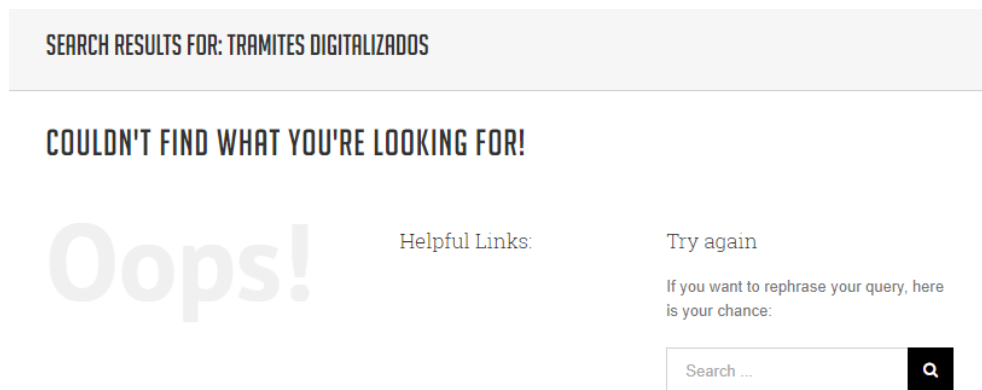 SEARCH RESULTS FOR: TRAMITES DIGITALIZADOS
COULDN'T FIND WHAT YOU'RE LOOKING FOR!
Oops!
Helpful Links:
Try again
If you want to rephrase your query, here
is your chance:
Search ...